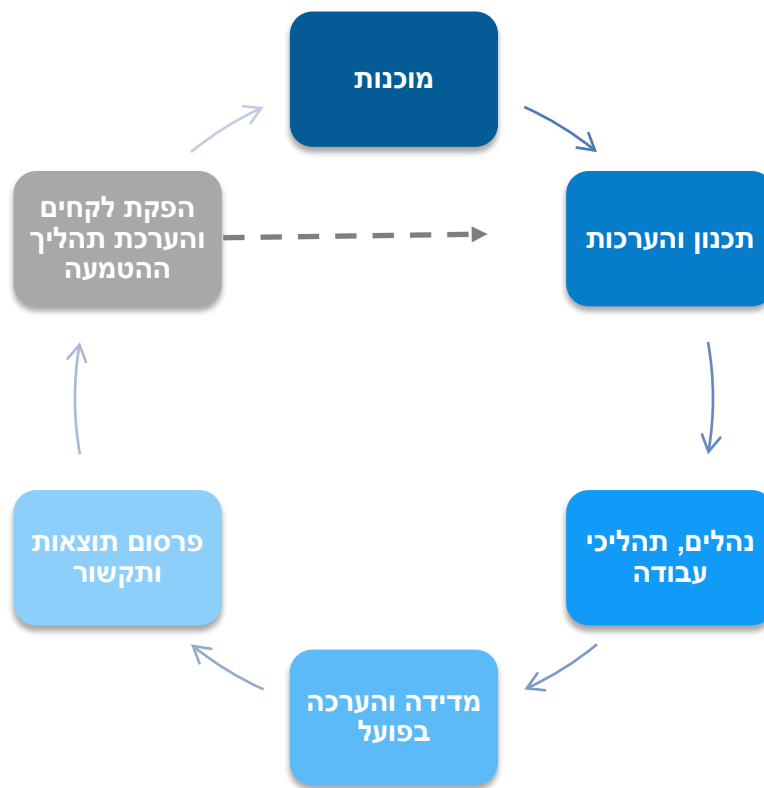 מוכנות
תכנון והערכות
נהלים, תהליכי
עבודה
מדידה והערכה
בפועל
פרסום תוצאות
ותקשור
הפקת לקחים
והערכת תהליך
ההטמעה